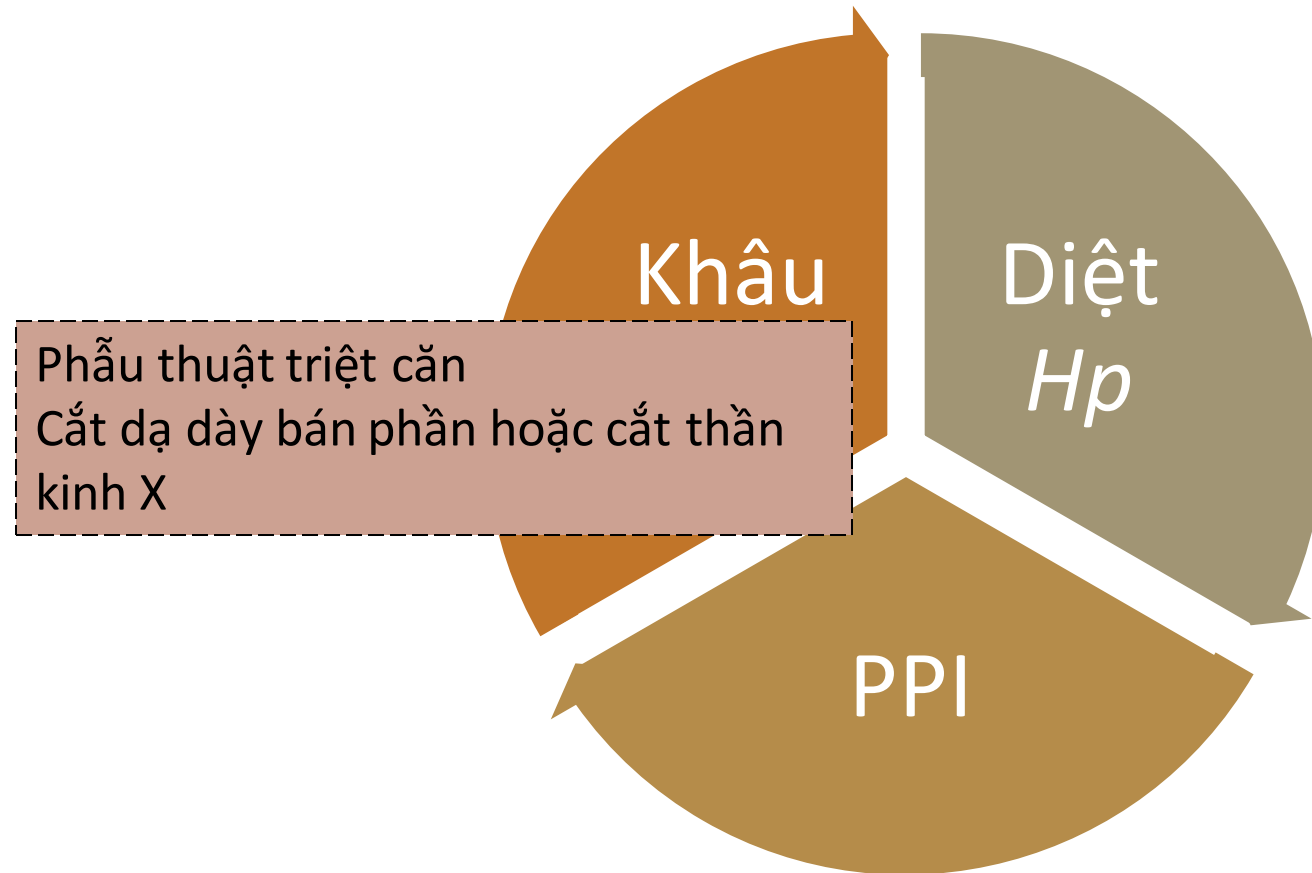 Khâu
Diệt
Hp
Phẫu thuật triệt căn
Cắt dạ dày bán phần hoặc cắt thần
kinh X
PPI